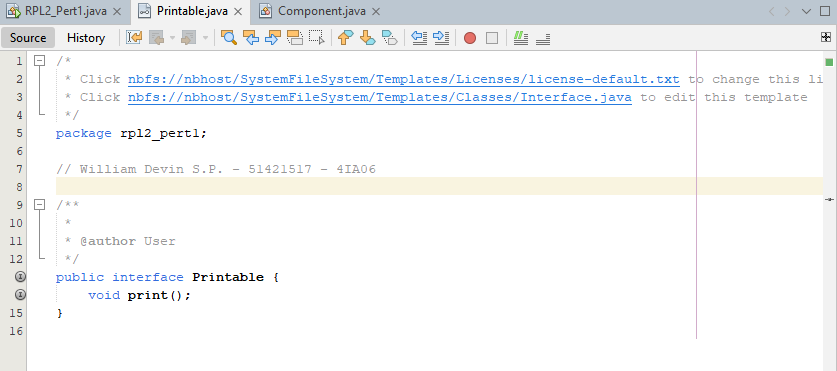 RPL2_Pert1.java Printable.java Component.java
Source History
1 /*
2 * Click nbfs://nbhost/SystemFileSystem/Templates/Licenses/license-default.txt to change this li
3 * Click nbfs://nbhost/SystemFileSystem/Templates/Classes/Interface.java to edit this template
4 */
5 package rpl2_pert1;
6
7 // William Devin S.P. - 51421517 - 4IA06
8
9 /**
10 *
11 * @author User
12 */
public interface Printable {
void print();
15 }
16